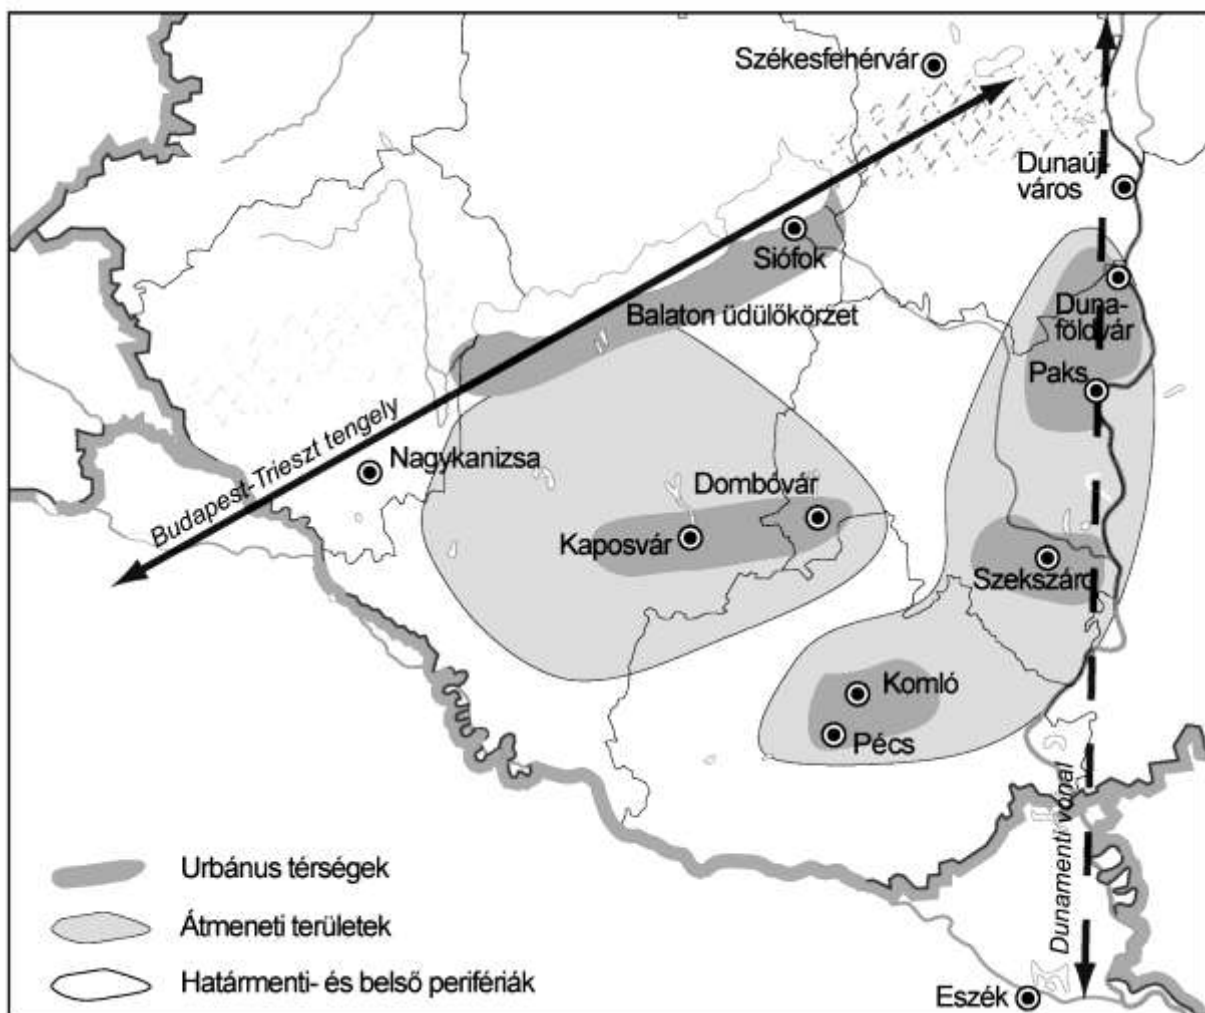 Székesfehérvár
Dunaúj-
város
Siófok
Duna-
földvár
Balaton üdülőkörzet
Paks
Budapest-Trieszt tengely
Nagykanizsa
Dombóvár
Kaposvár
Szekszárd
Komló
Pécs
Dunamenti vonal
Urbánus térségek
Átmeneti területek
Határmenti- és belső perifériák
Eszék